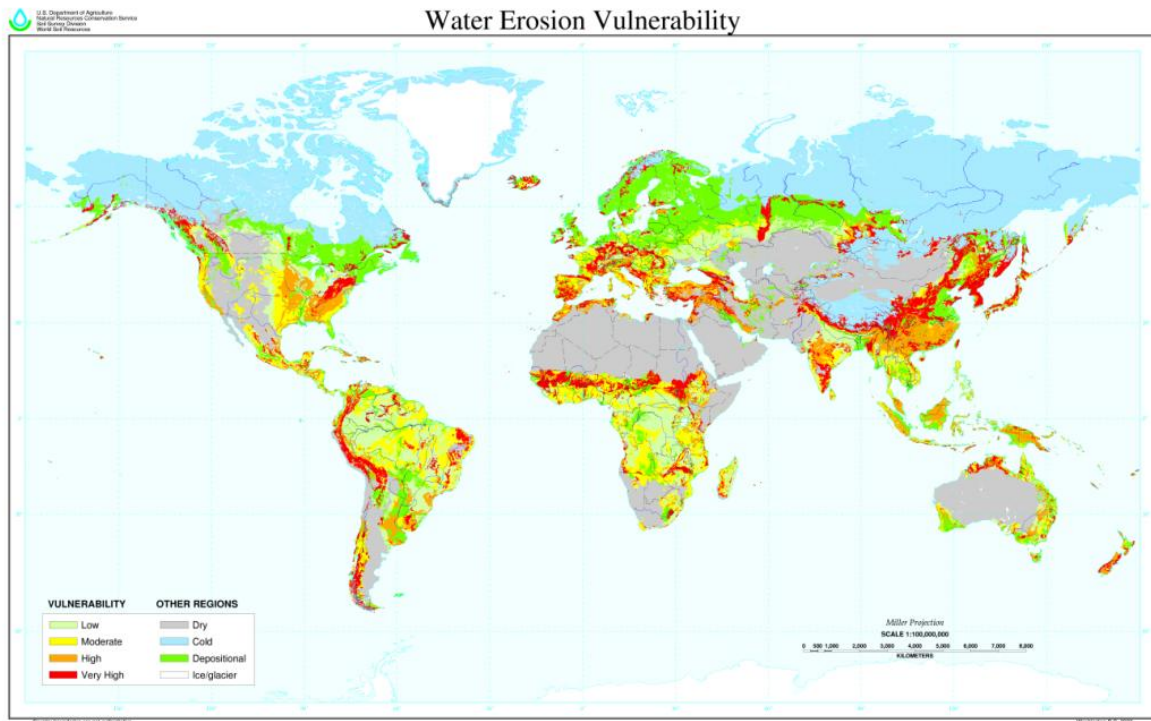 U.S. Department of Agriculture
Natural Resources Conservation Service
Soil Survey Division
World Soil Resources
Water Erosion Vulnerability
VULNERABILITY
Low
Moderate
High
Very High
OTHER REGIONS
Dry
Cold
Depositional
Ice/glacier
Miller Projection
SCALE 1:100,000,000
0 500 1,000 2,000 3,000 4,000 5,000 6,000 8,000
KILOMETERS